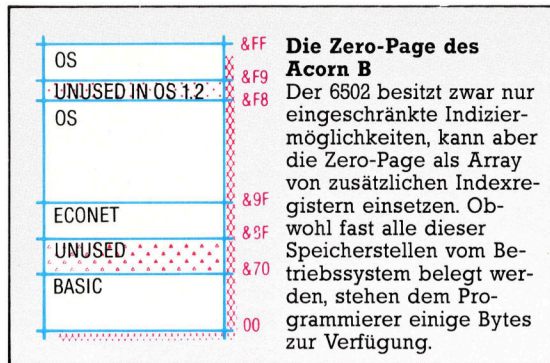 OS
UNUSED IN OS 1.2
OS
ECONET
UNUSED
BASIC
&FF
&F9
&F8
&9F
&8F
&70
00
Die Zero-Page des
Acorn B
Der 6502 besitzt zwar nur
eingeschränkte Indizier-
möglichkeiten, kann aber
die Zero-Page als Array
von zusätzlichen Indexre-
gistern einsetzen. Ob-
wohl fast alle dieser
Speicherstellen vom Be-
triebssystem belegt wer-
den, stehen dem Pro-
grammierer einige Bytes
zur Verfügung.